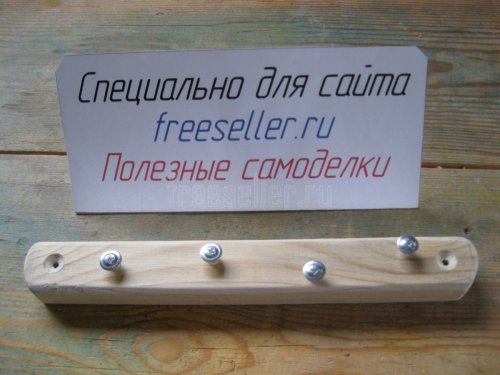 Специально для сайта
freeseller.ru
Полезные самоделки
freeseller.ru